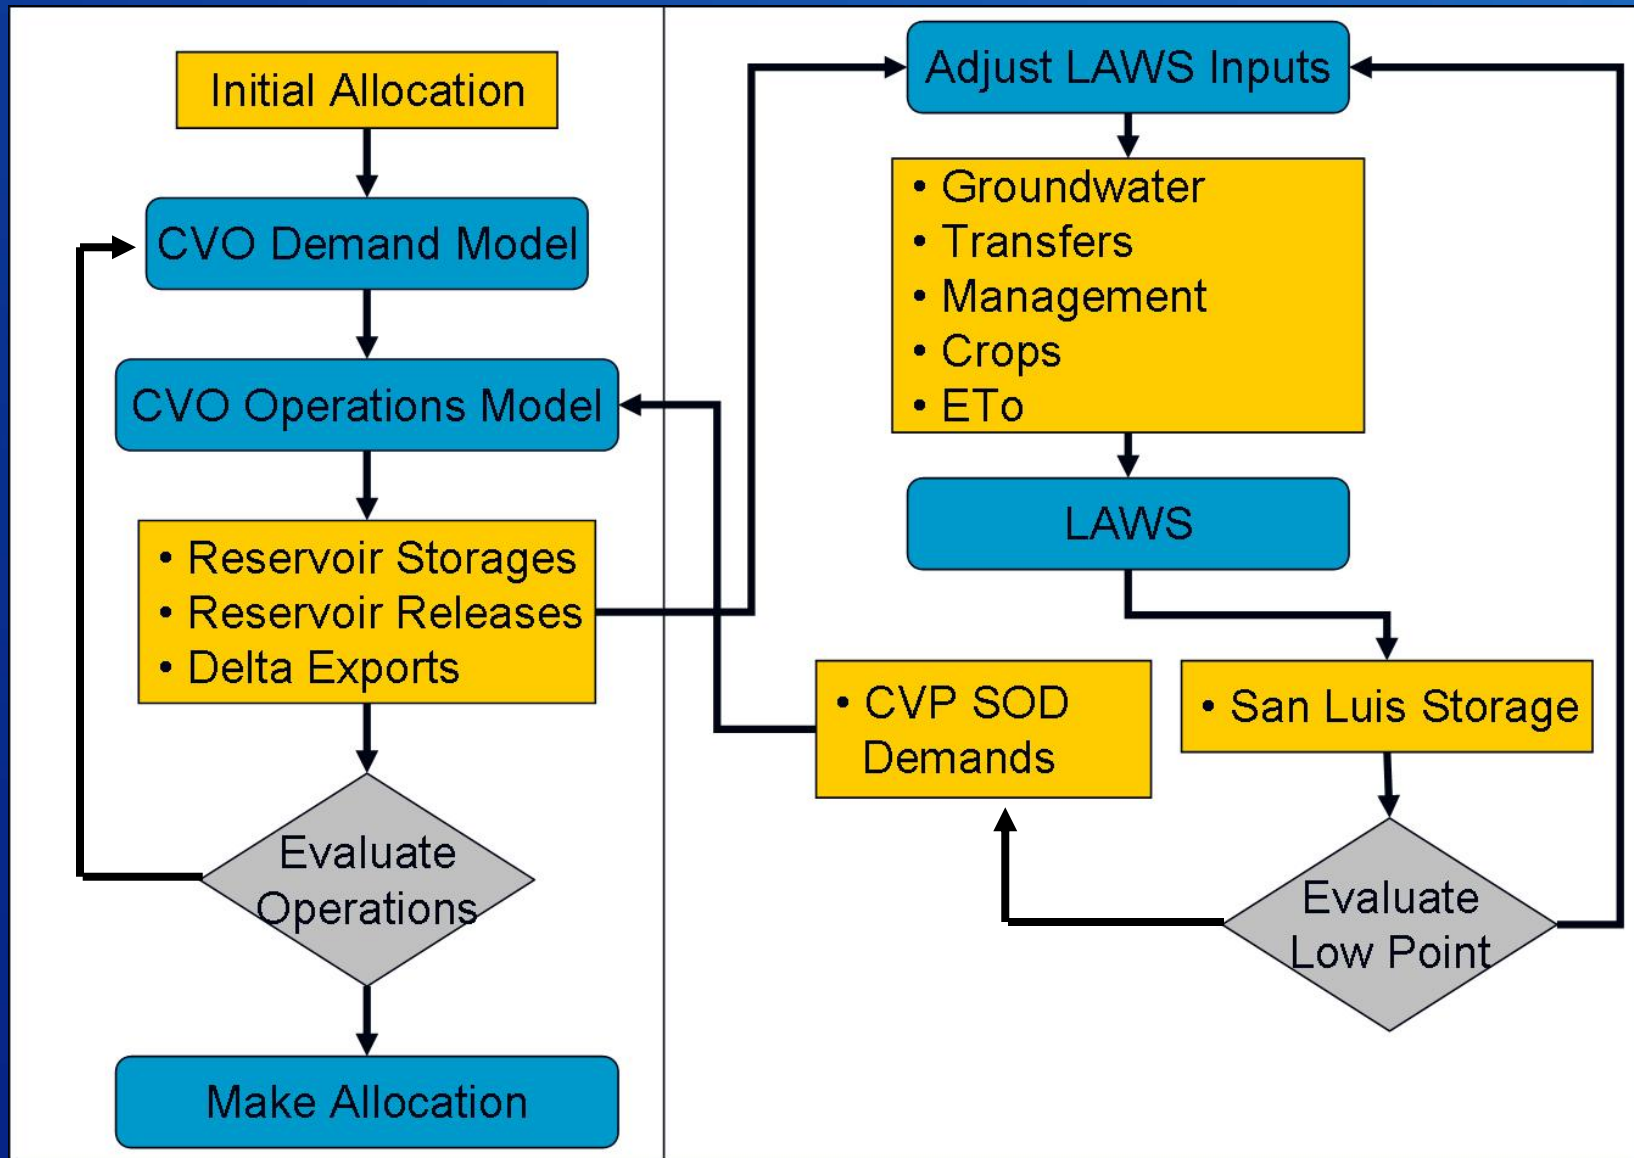 Initial Allocation
CVO Demand Model
CVO Operations Model
• Reservoir Storages
• Reservoir Releases
• Delta Exports
Evaluate
Operations
Make Allocation
Adjust LAWS Inputs
• Groundwater
• Transfers
• Management
• Crops
• ETo
LAWS
• CVP SOD
Demands
• San Luis Storage
Evaluate
Low Point